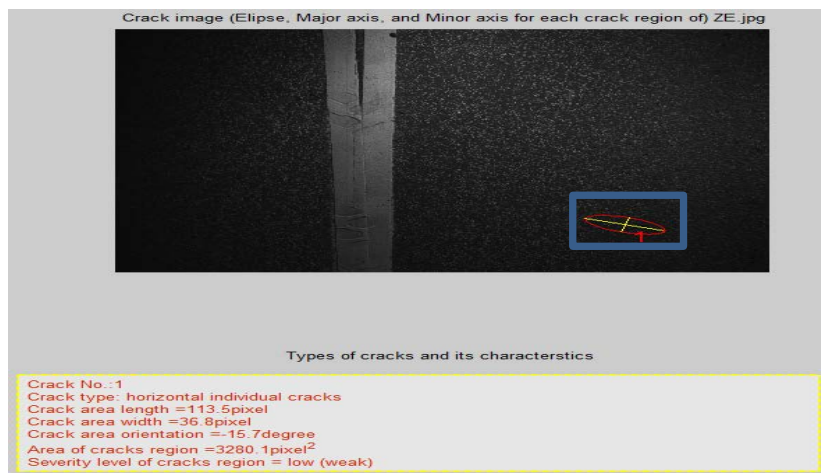 Crack image (Elipse, Major axis, and Minor axis for each crack region of) ZE.jpg
1
Types of cracks and its characterstics
Crack No.:1
Crack type: horizontal individual cracks
Crack area length =113.5pixel
Crack area width =36.8pixel
Crack area orientation =-15.7degree
Area of cracks region =3280.1pixel²
Severity level of cracks region = low (weak)